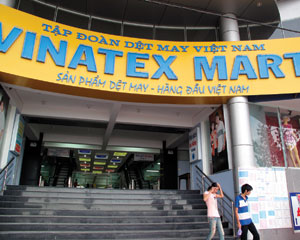 TẬP ĐOÀN DỆT MAY VIỆT NAM
VINATEX MART
SẢN PHẨM DỆT MAY - HÀNG ĐẦU VIỆT NAM